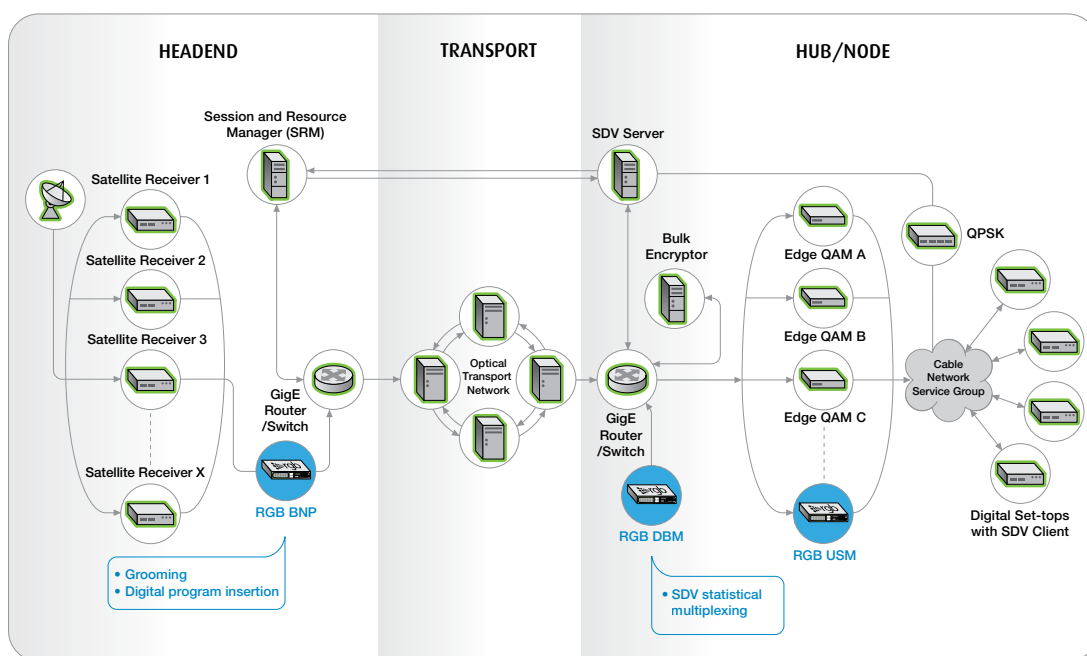 HEADEND
TRANSPORT
HUB/NODE
Session and Resource
Manager (SRM)
SDV Server
Satellite Receiver 1
QPSK
Bulk
Encryptor
Edge QAM A
Satellite Receiver 2
Edge QAM B
Satellite Receiver 3
Optical
Transport
Network
Cable
Network
Service Group
GigE
Router
/Switch
GigE
Router
/Switch
Edge QAM C
Satellite Receiver X
rgb
RGB BNP
rgb
RGB DBM
rgb
RGB USM
Digital Set-tops
with SDV Client
• Grooming
• Digital program insertion
• SDV statistical
multiplexing